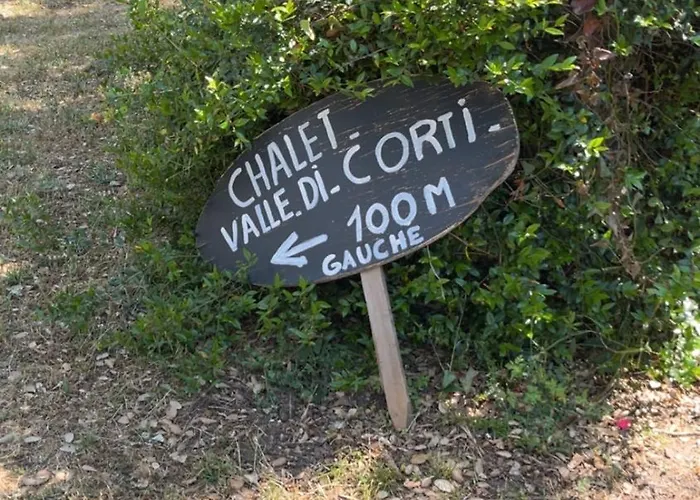 CHALET-
VALLE-Di-CORTi-
100M
← GAUCHE